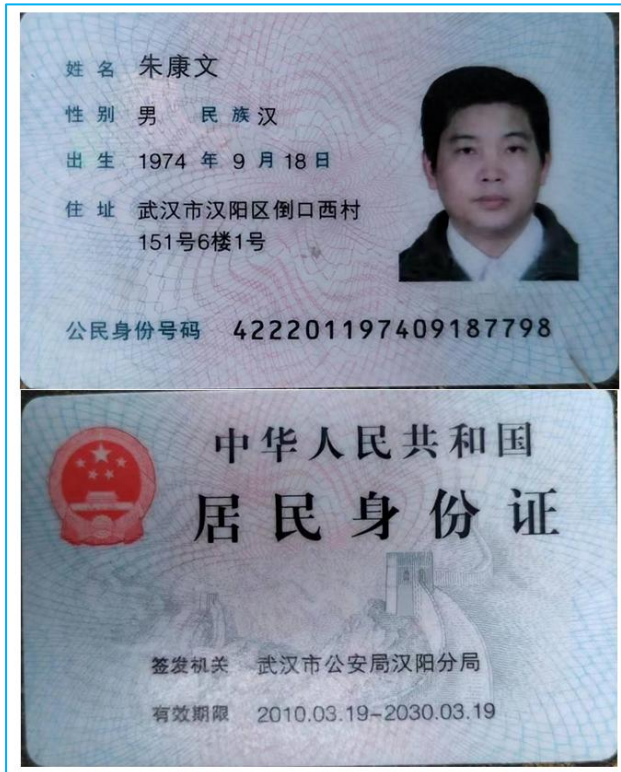 姓名 朱康文
性别 男 民族 汉
出生 1974 年 9 月 18 日
住址 武汉市汉阳区倒口西村
151号6楼1号
公民身份号码 422201197409187798
中华人民共和国
居民身份证
签发机关 武汉市公安局汉阳分局
有效期限 2010.03.19-2030.03.19